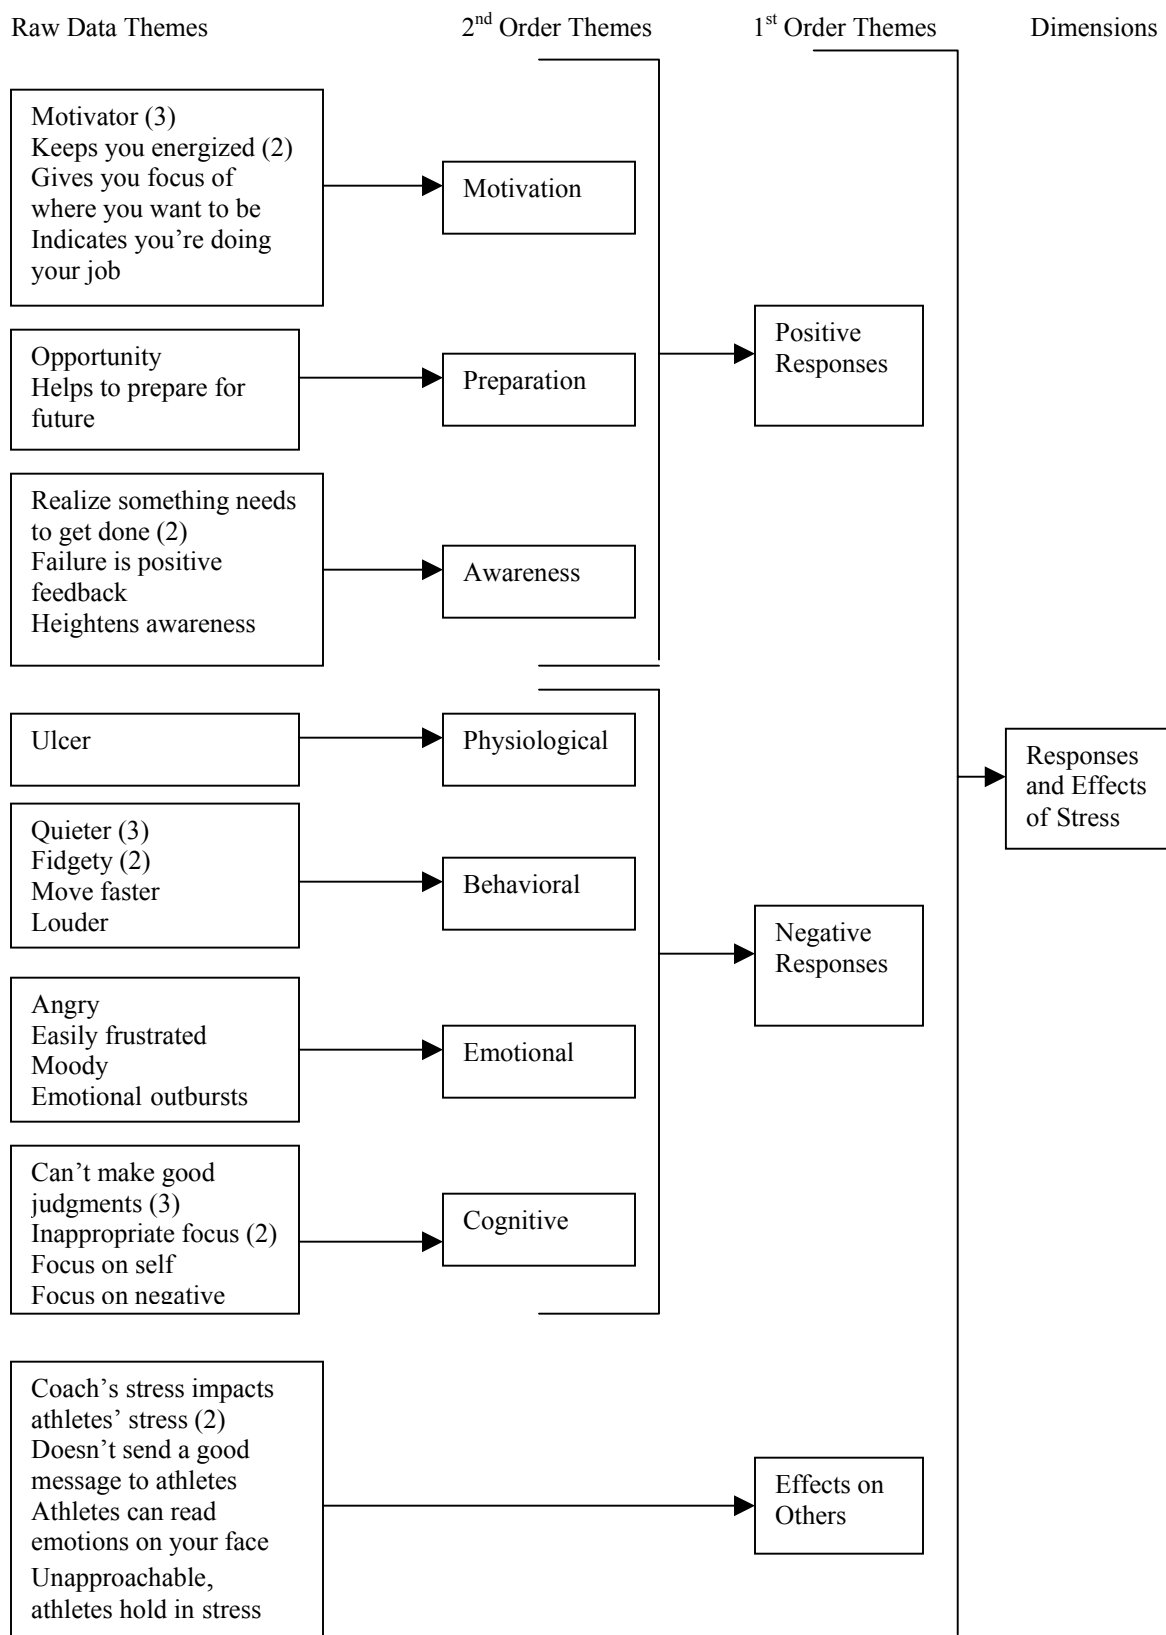 Raw Data Themes
2nd Order Themes
1st Order Themes
Dimensions
Motivator (3)
Keeps you energized (2)
Gives you focus of
where you want to be
Indicates you’re doing
your job
Motivation
Opportunity
Helps to prepare for
future
Preparation
Positive
Responses
Realize something needs
to get done (2)
Failure is positive
feedback
Heightens awareness
Awareness
Ulcer
Physiological
Responses
and Effects
of Stress
Quieter (3)
Fidgety (2)
Move faster
Louder
Behavioral
Negative
Responses
Angry
Easily frustrated
Moody
Emotional outbursts
Emotional
Can’t make good
judgments (3)
Inappropriate focus (2)
Focus on self
Focus on negative
Cognitive
Coach’s stress impacts
athletes’ stress (2)
Doesn’t send a good
message to athletes
Athletes can read
emotions on your face
Unapproachable,
athletes hold in stress
Effects on
Others